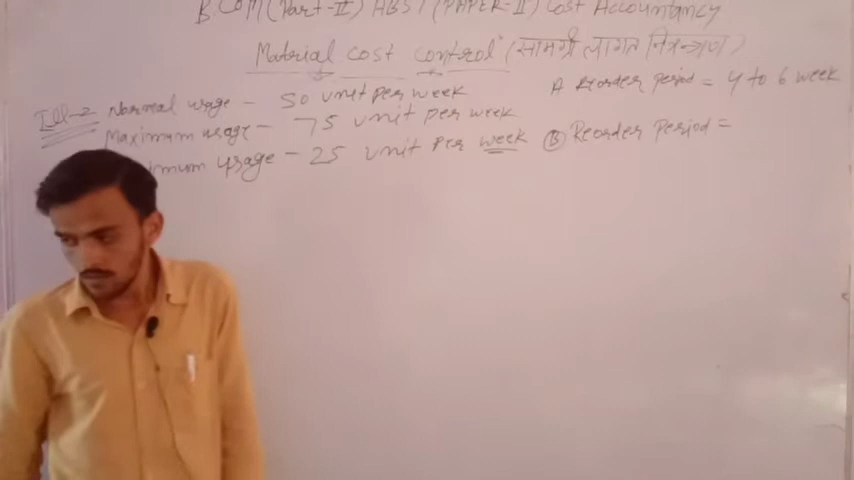 B.COM (Part-II) ABST (PAPER-II) Cost Accountancy
Material cost control (सामग्री लागत नियन्त्रण)
Ill-2 Normal usage - 50 unit per week
Maximum usage - 75 unit per week
imum usage - 25 unit per week
A Reorder period = 4 to 6 week
B Reorder Period =